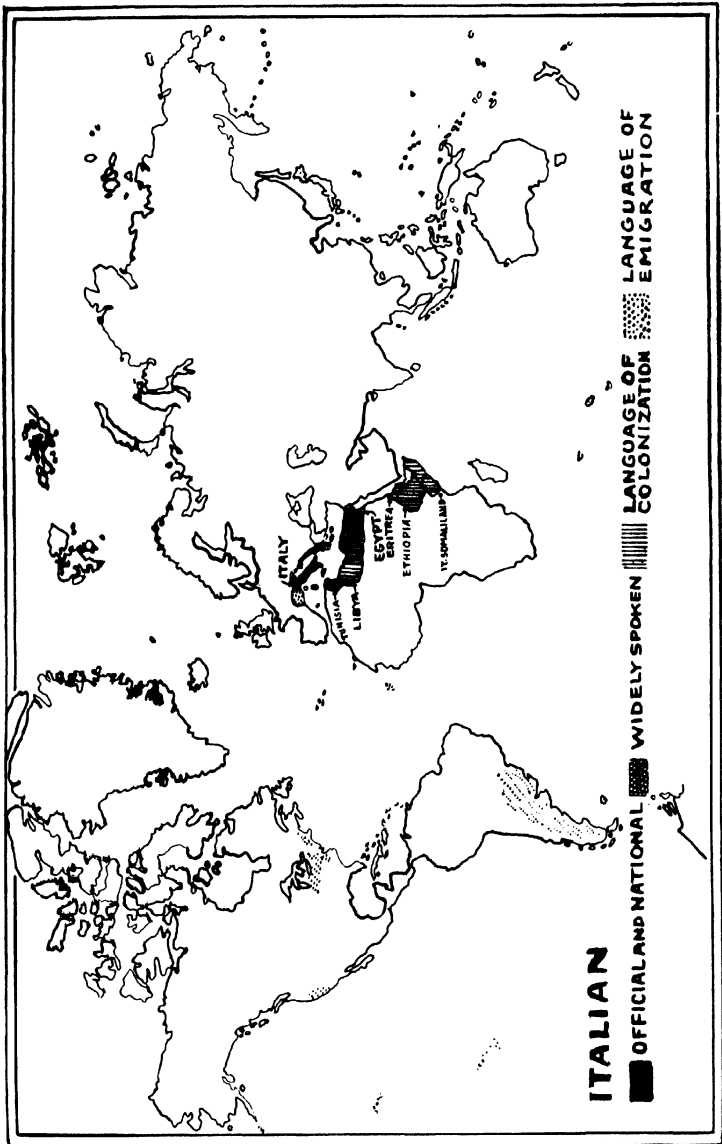 ITALY
TUNISIA
LIBYA
EGYPT
ERITREA
ETHIOPIA
IT. SOMALILAND
ITALIAN
OFFICIAL AND NATIONAL
WIDELY SPOKEN
LANGUAGE OF
COLONIZATION
LANGUAGE OF
EMIGRATION